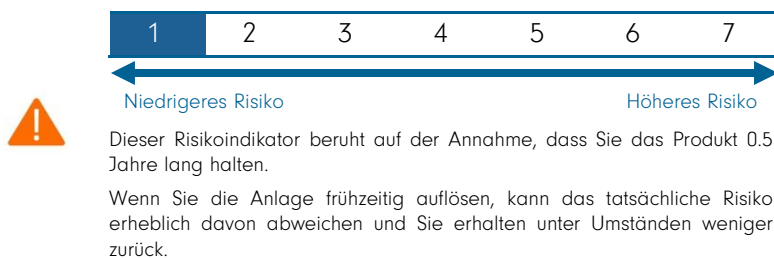 1 2 3 4 5 6 7
Niedrigeres Risiko Höheres Risiko
Dieser Risikoindikator beruht auf der Annahme, dass Sie das Produkt 0.5
Jahre lang halten.
Wenn Sie die Anlage frühzeitig auflösen, kann das tatsächliche Risiko
erheblich davon abweichen und Sie erhalten unter Umständen weniger
zurück.